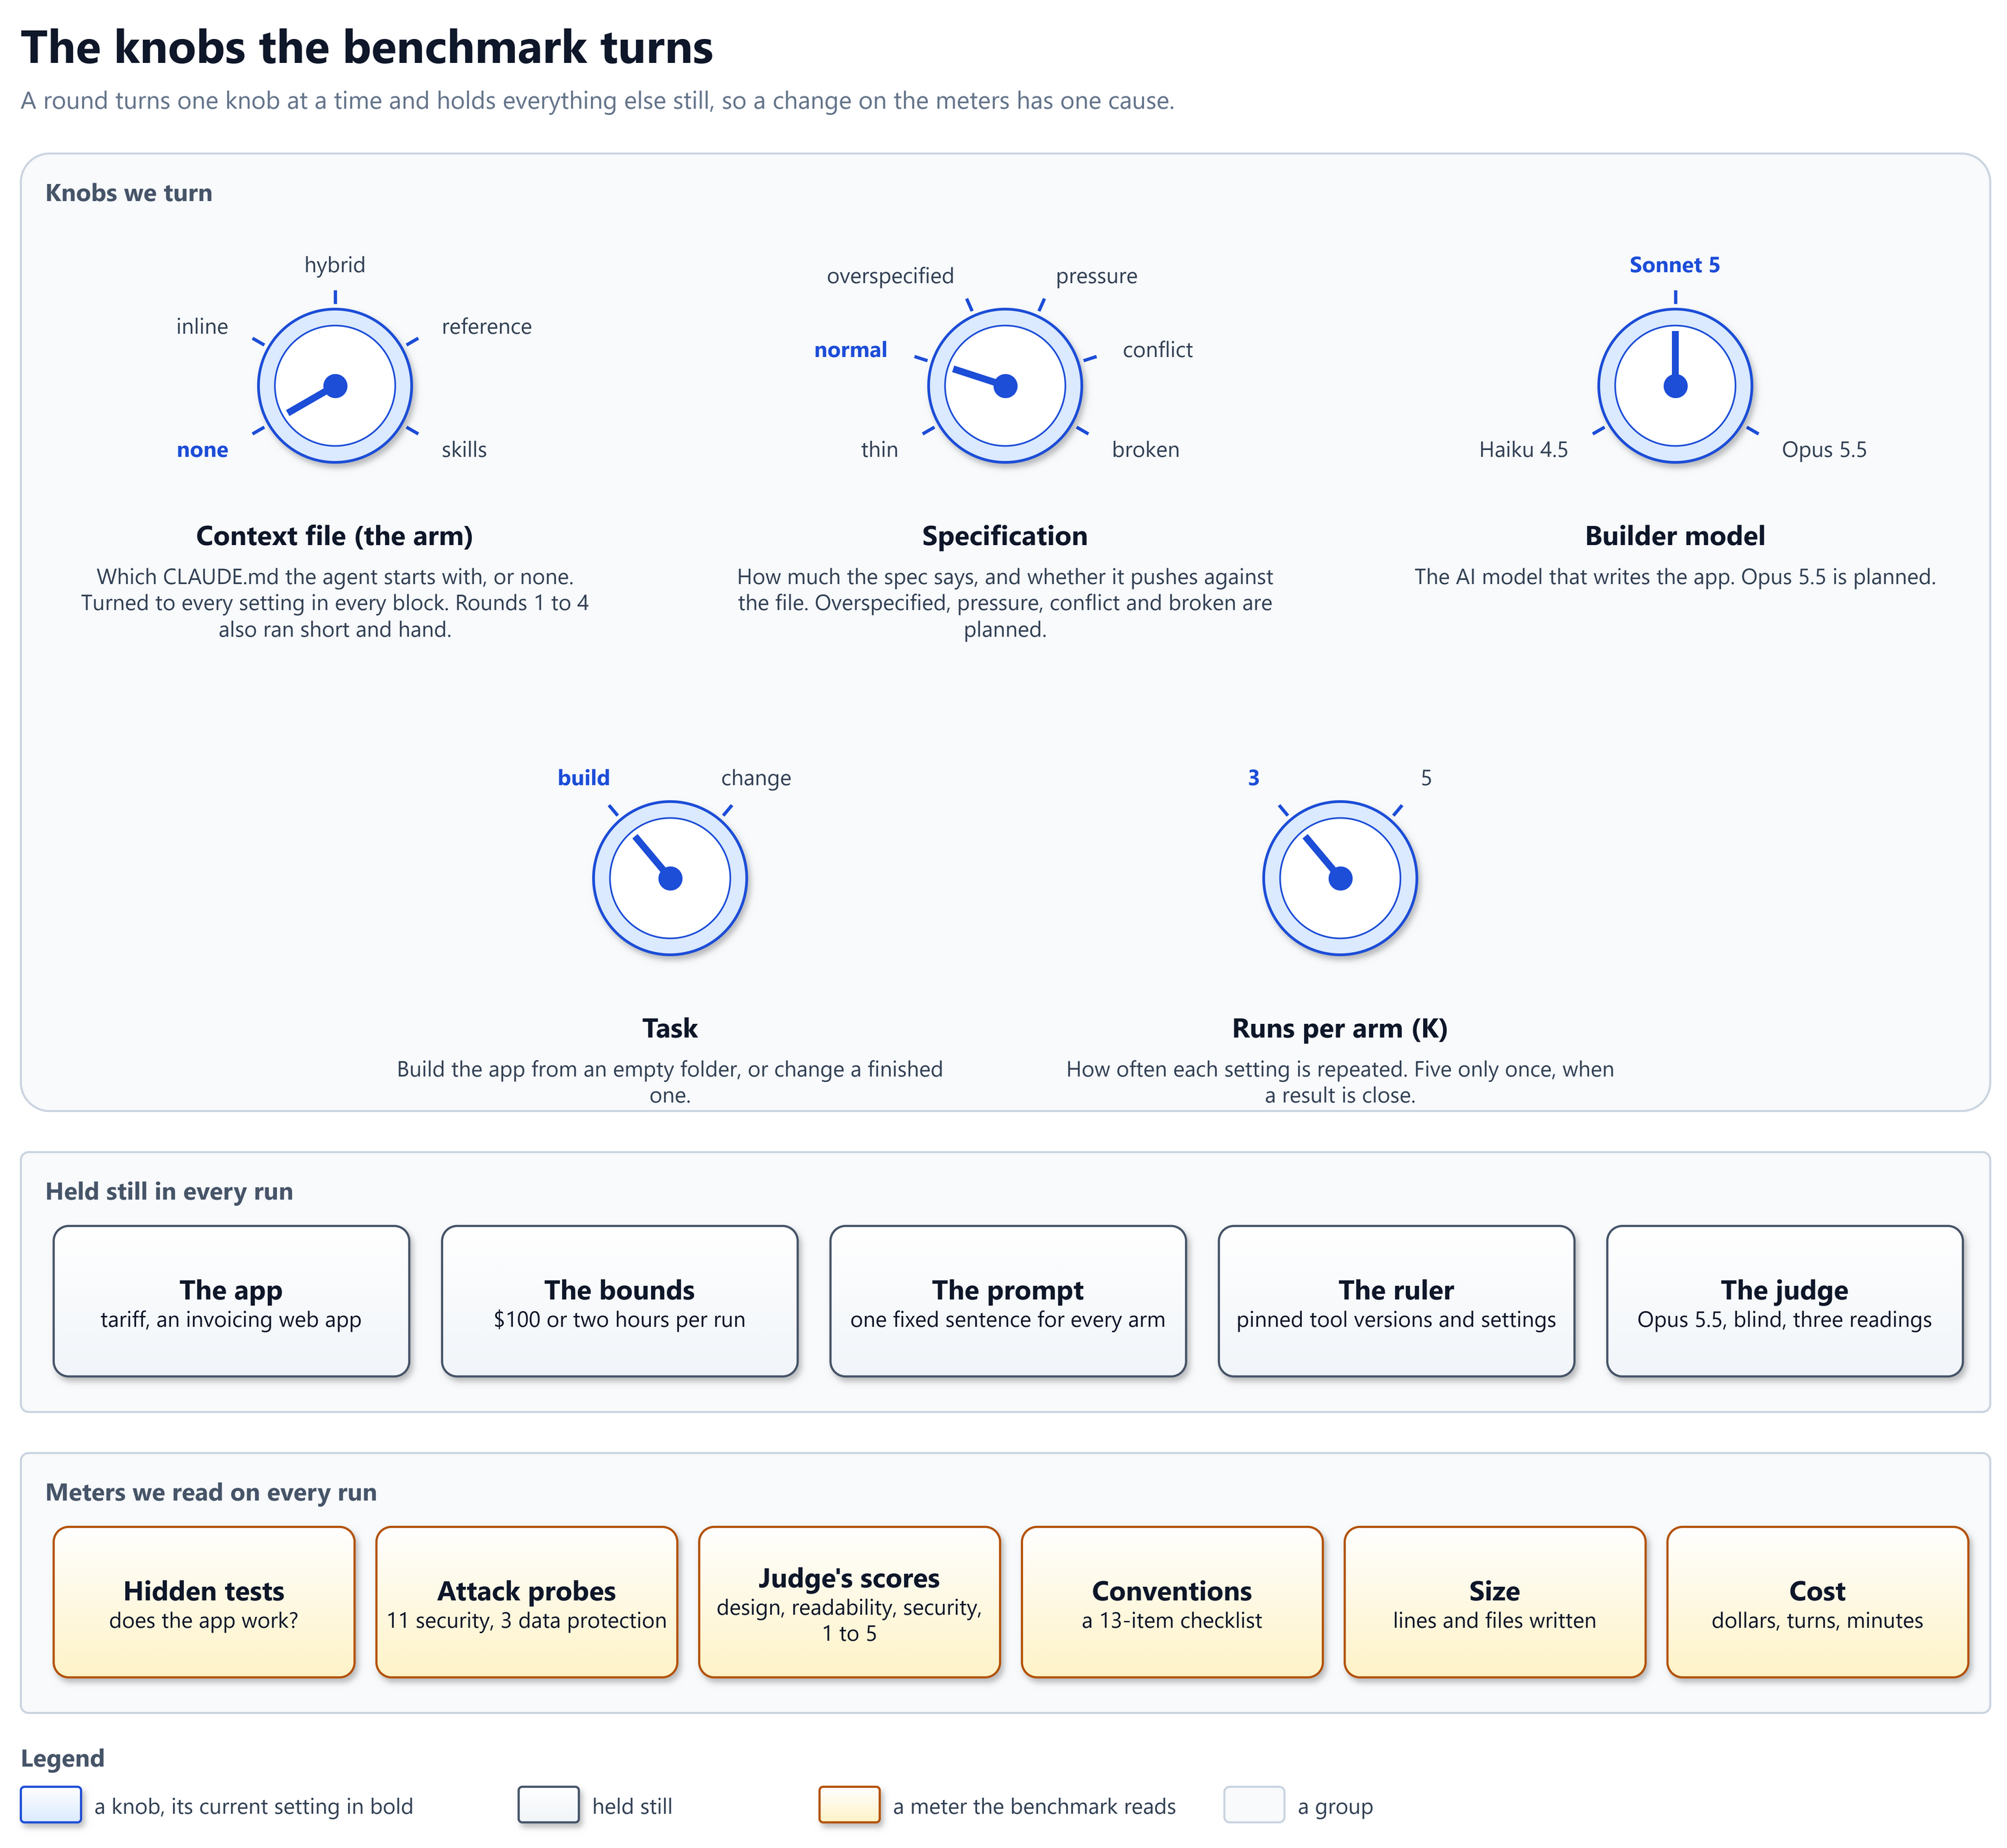 The knobs the benchmark turns
A round turns one knob at a time and holds everything else still, so a change on the meters has one cause.
Knobs we turn
hybrid
inline
reference
none
skills
Context file (the arm)
Which CLAUDE.md the agent starts with, or none.
Turned to every setting in every block. Rounds 1 to 4
also ran short and hand.
overspecified
pressure
normal
conflict
thin
broken
Specification
How much the spec says, and whether it pushes against
the file. Overspecified, pressure, conflict and broken are
planned.
Sonnet 5
Haiku 4.5
Opus 5.5
Builder model
The AI model that writes the app. Opus 5.5 is planned.
build
change
Task
Build the app from an empty folder, or change a finished
one.
3
5
Runs per arm (K)
How often each setting is repeated. Five only once, when
a result is close.
Held still in every run
The app
tariff, an invoicing web app
The bounds
$100 or two hours per run
The prompt
one fixed sentence for every arm
The ruler
pinned tool versions and settings
The judge
Opus 5.5, blind, three readings
Meters we read on every run
Hidden tests
does the app work?
Attack probes
11 security, 3 data protection
Judge's scores
design, readability, security,
1 to 5
Conventions
a 13-item checklist
Size
lines and files written
Cost
dollars, turns, minutes
Legend
a knob, its current setting in bold
held still
a meter the benchmark reads
a group